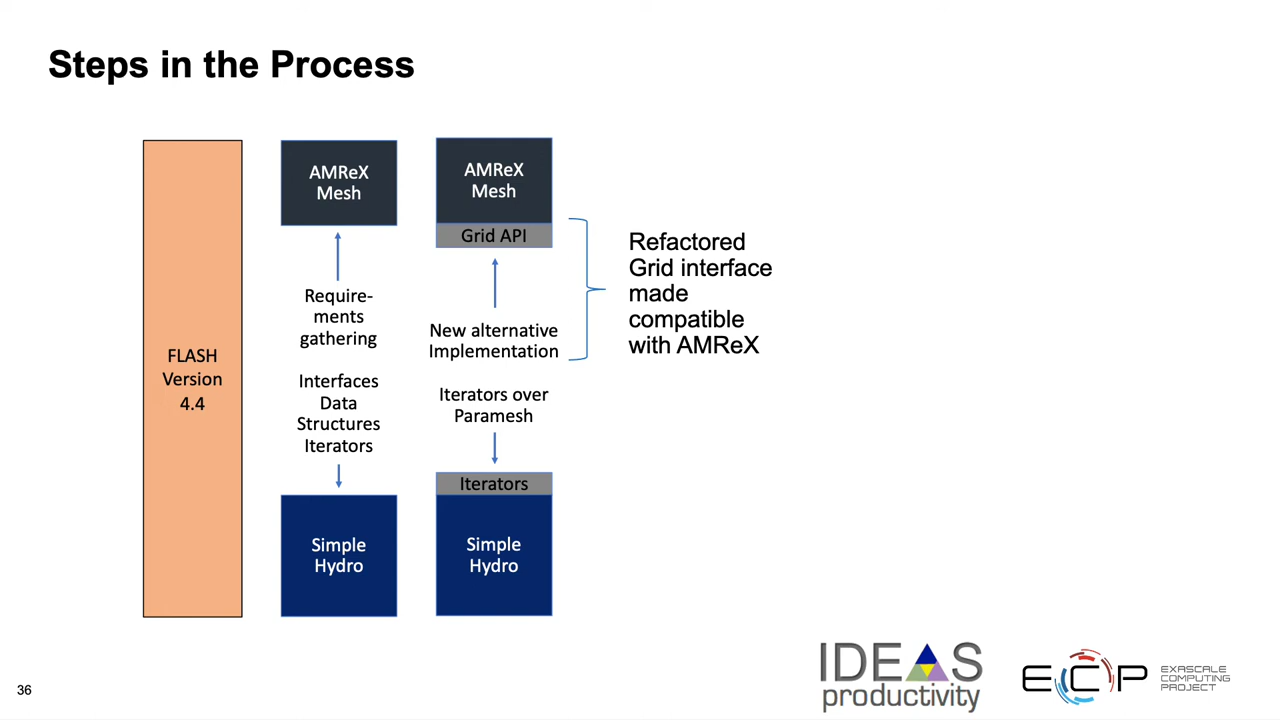 Steps in the Process
FLASH
Version
4.4
AMReX
Mesh
Require-
ments
gathering
Interfaces
Data
Structures
Iterators
Simple
Hydro
AMReX
Mesh
Grid API
New alternative
Implementation
Iterators over
Paramesh
Iterators
Simple
Hydro
Refactored
Grid interface
made
compatible
with AMReX
36
IDEAS
productivity
ECP
EXASCALE
COMPUTING
PROJECT